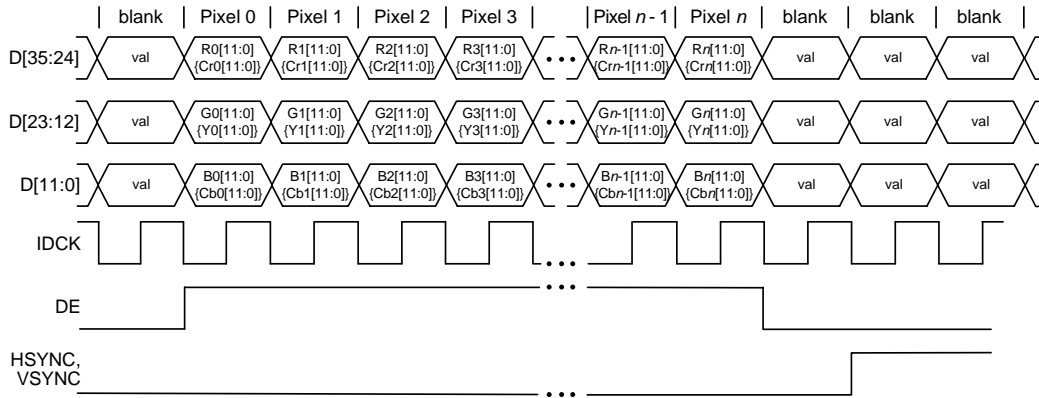 blank Pixel 0 Pixel 1 Pixel 2 Pixel 3 Pixel n - 1 Pixel n blank blank blank
D[35:24] val R0[11:0] R1[11:0] R2[11:0] R3[11:0] Rn-1[11:0] Rn[11:0] val val val
{Cr0[11:0]} {Cr1[11:0]} {Cr2[11:0]} {Cr3[11:0]} {Crn-1[11:0]} {Crn[11:0]}
D[23:12] val G0[11:0] G1[11:0] G2[11:0] G3[11:0] Gn-1[11:0] Gn[11:0] val val val
{Y0[11:0]} {Y1[11:0]} {Y2[11:0]} {Y3[11:0]} {Yn-1[11:0]} {Yn[11:0]}
D[11:0] val B0[11:0] B1[11:0] B2[11:0] B3[11:0] Bn-1[11:0] Bn[11:0] val val val
{Cb0[11:0]} {Cb1[11:0]} {Cb2[11:0]} {Cb3[11:0]} {Cbn-1[11:0]} {Cbn[11:0]}
IDCK
DE
HSYNC,
VSYNC